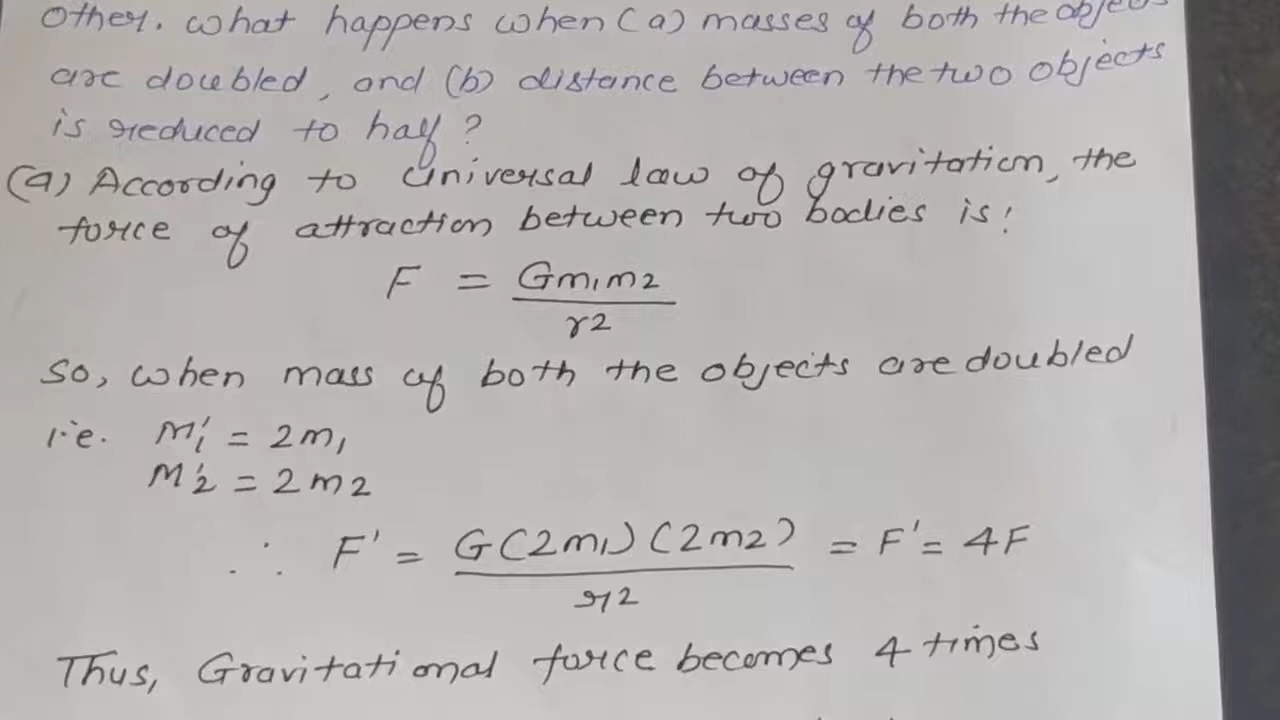 other. what happens when (a) masses of both the objects
are doubled, and (b) distance between the two objects
is reduced to half?
(a) According to universal law of gravitation, the
force of attraction between two bodies is:
F = Gm1m2
r2
So, when mass of both the objects are doubled
i.e. M'1 = 2m1
M'2 = 2m2
∴ F' = G(2m1)(2m2) = F' = 4F
r2
Thus, Gravitational force becomes 4 times